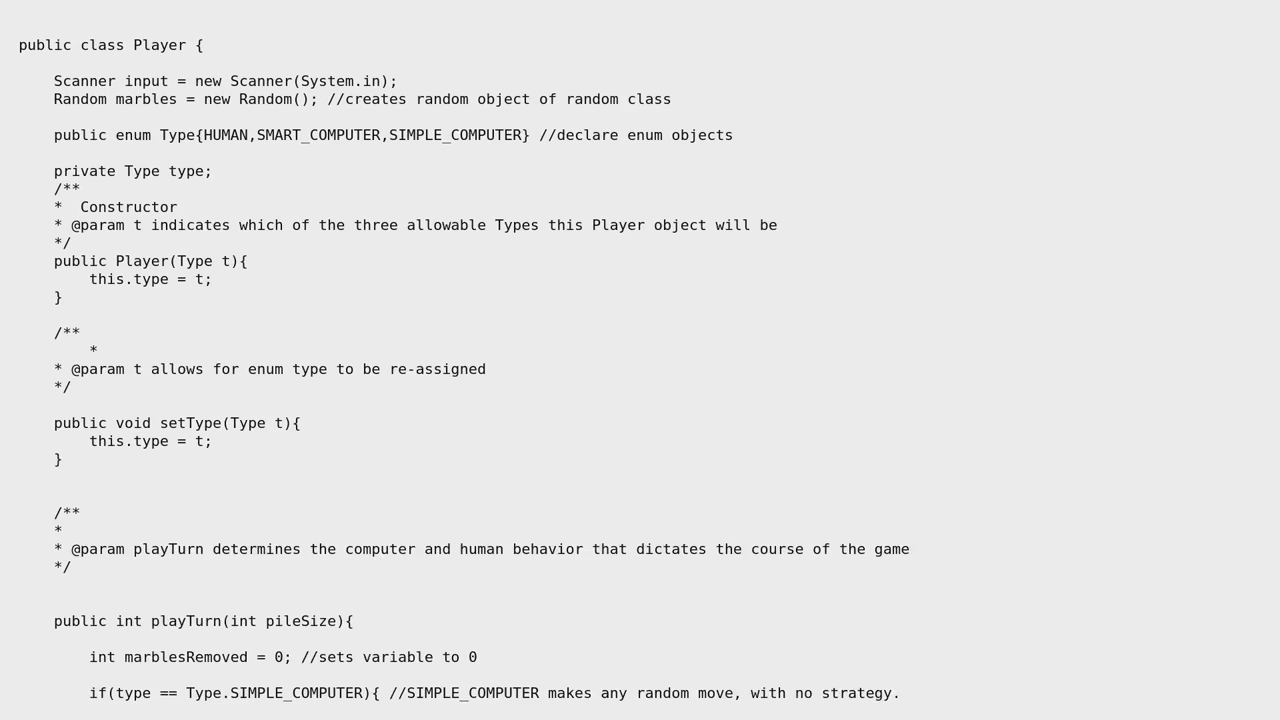 public class Player {
    Scanner input = new Scanner(System.in);
    Random marbles = new Random(); //creates random object of random class
    public enum Type{HUMAN,SMART_COMPUTER,SIMPLE_COMPUTER} //declare enum objects
    private Type type;
    /**
    *  Constructor
    * @param t indicates which of the three allowable Types this Player object will be
    */
    public Player(Type t){
        this.type = t;
    }
    /**
        *
    * @param t allows for enum type to be re-assigned
    */
    public void setType(Type t){
        this.type = t;
    }
    /**
    *
    * @param playTurn determines the computer and human behavior that dictates the course of the game
    */
    public int playTurn(int pileSize){
        int marblesRemoved = 0; //sets variable to 0
        if(type == Type.SIMPLE_COMPUTER){ //SIMPLE_COMPUTER makes any random move, with no strategy.